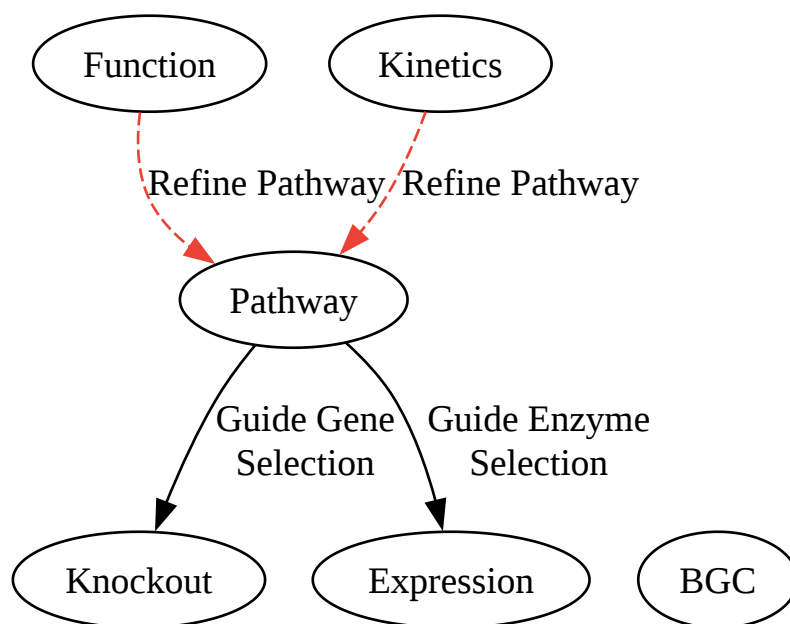 Function
Kinetics
Refine Pathway
Refine Pathway
Pathway
Guide Gene
Selection
Guide Enzyme
Selection
Knockout
Expression
BGC